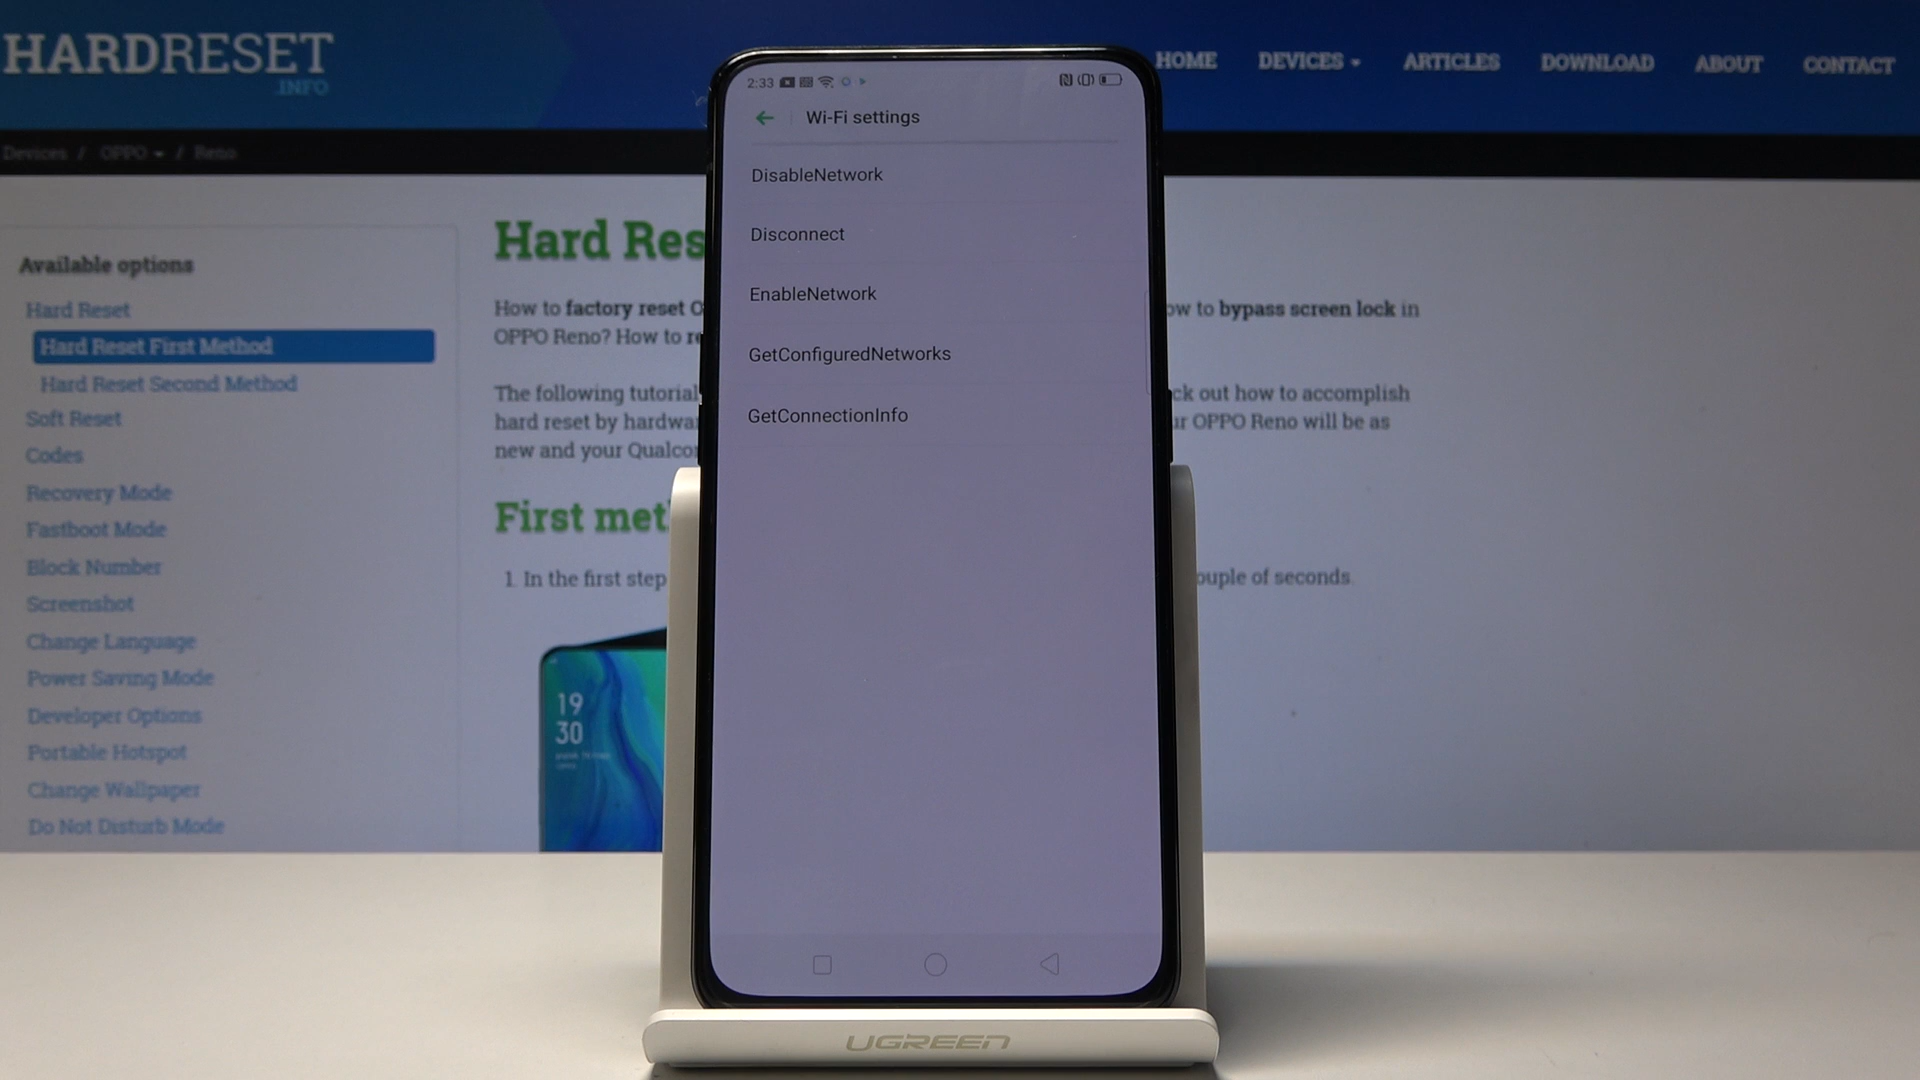 HARDRESET
.INFO
HOME DEVICES ARTICLES DOWNLOAD ABOUT CONTACT
Devices / OPPO / Reno
Available options
Hard Reset
Hard Reset First Method
Hard Reset Second Method
Soft Reset
Codes
Recovery Mode
Fastboot Mode
Block Number
Screenshot
Change Language
Power Saving Mode
Developer Options
Portable Hotspot
Change Wallpaper
Do Not Disturb Mode
Hard Res
How to factory reset O
ow to bypass screen lock in
OPPO Reno? How to re
The following tutorial
ck out how to accomplish
hard reset by hardwa
ur OPPO Reno will be as
new and your Qualco
First met
1. In the first step
ouple of seconds.
19
30
2:33
Wi-Fi settings
DisableNetwork
Disconnect
EnableNetwork
GetConfiguredNetworks
GetConnectionInfo
UGREEN